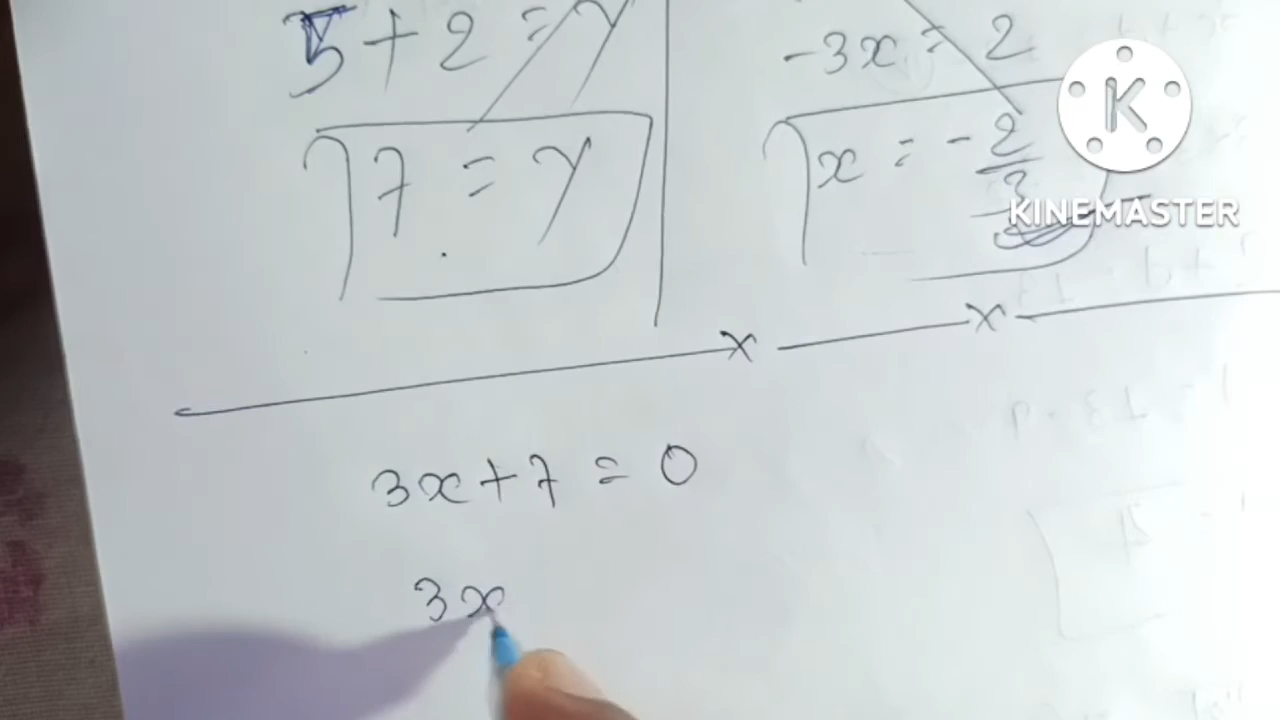 5+2=y
7=y
-3x=2
x=-2/3
K
KINEMASTER
x x
3x+7=0
3x